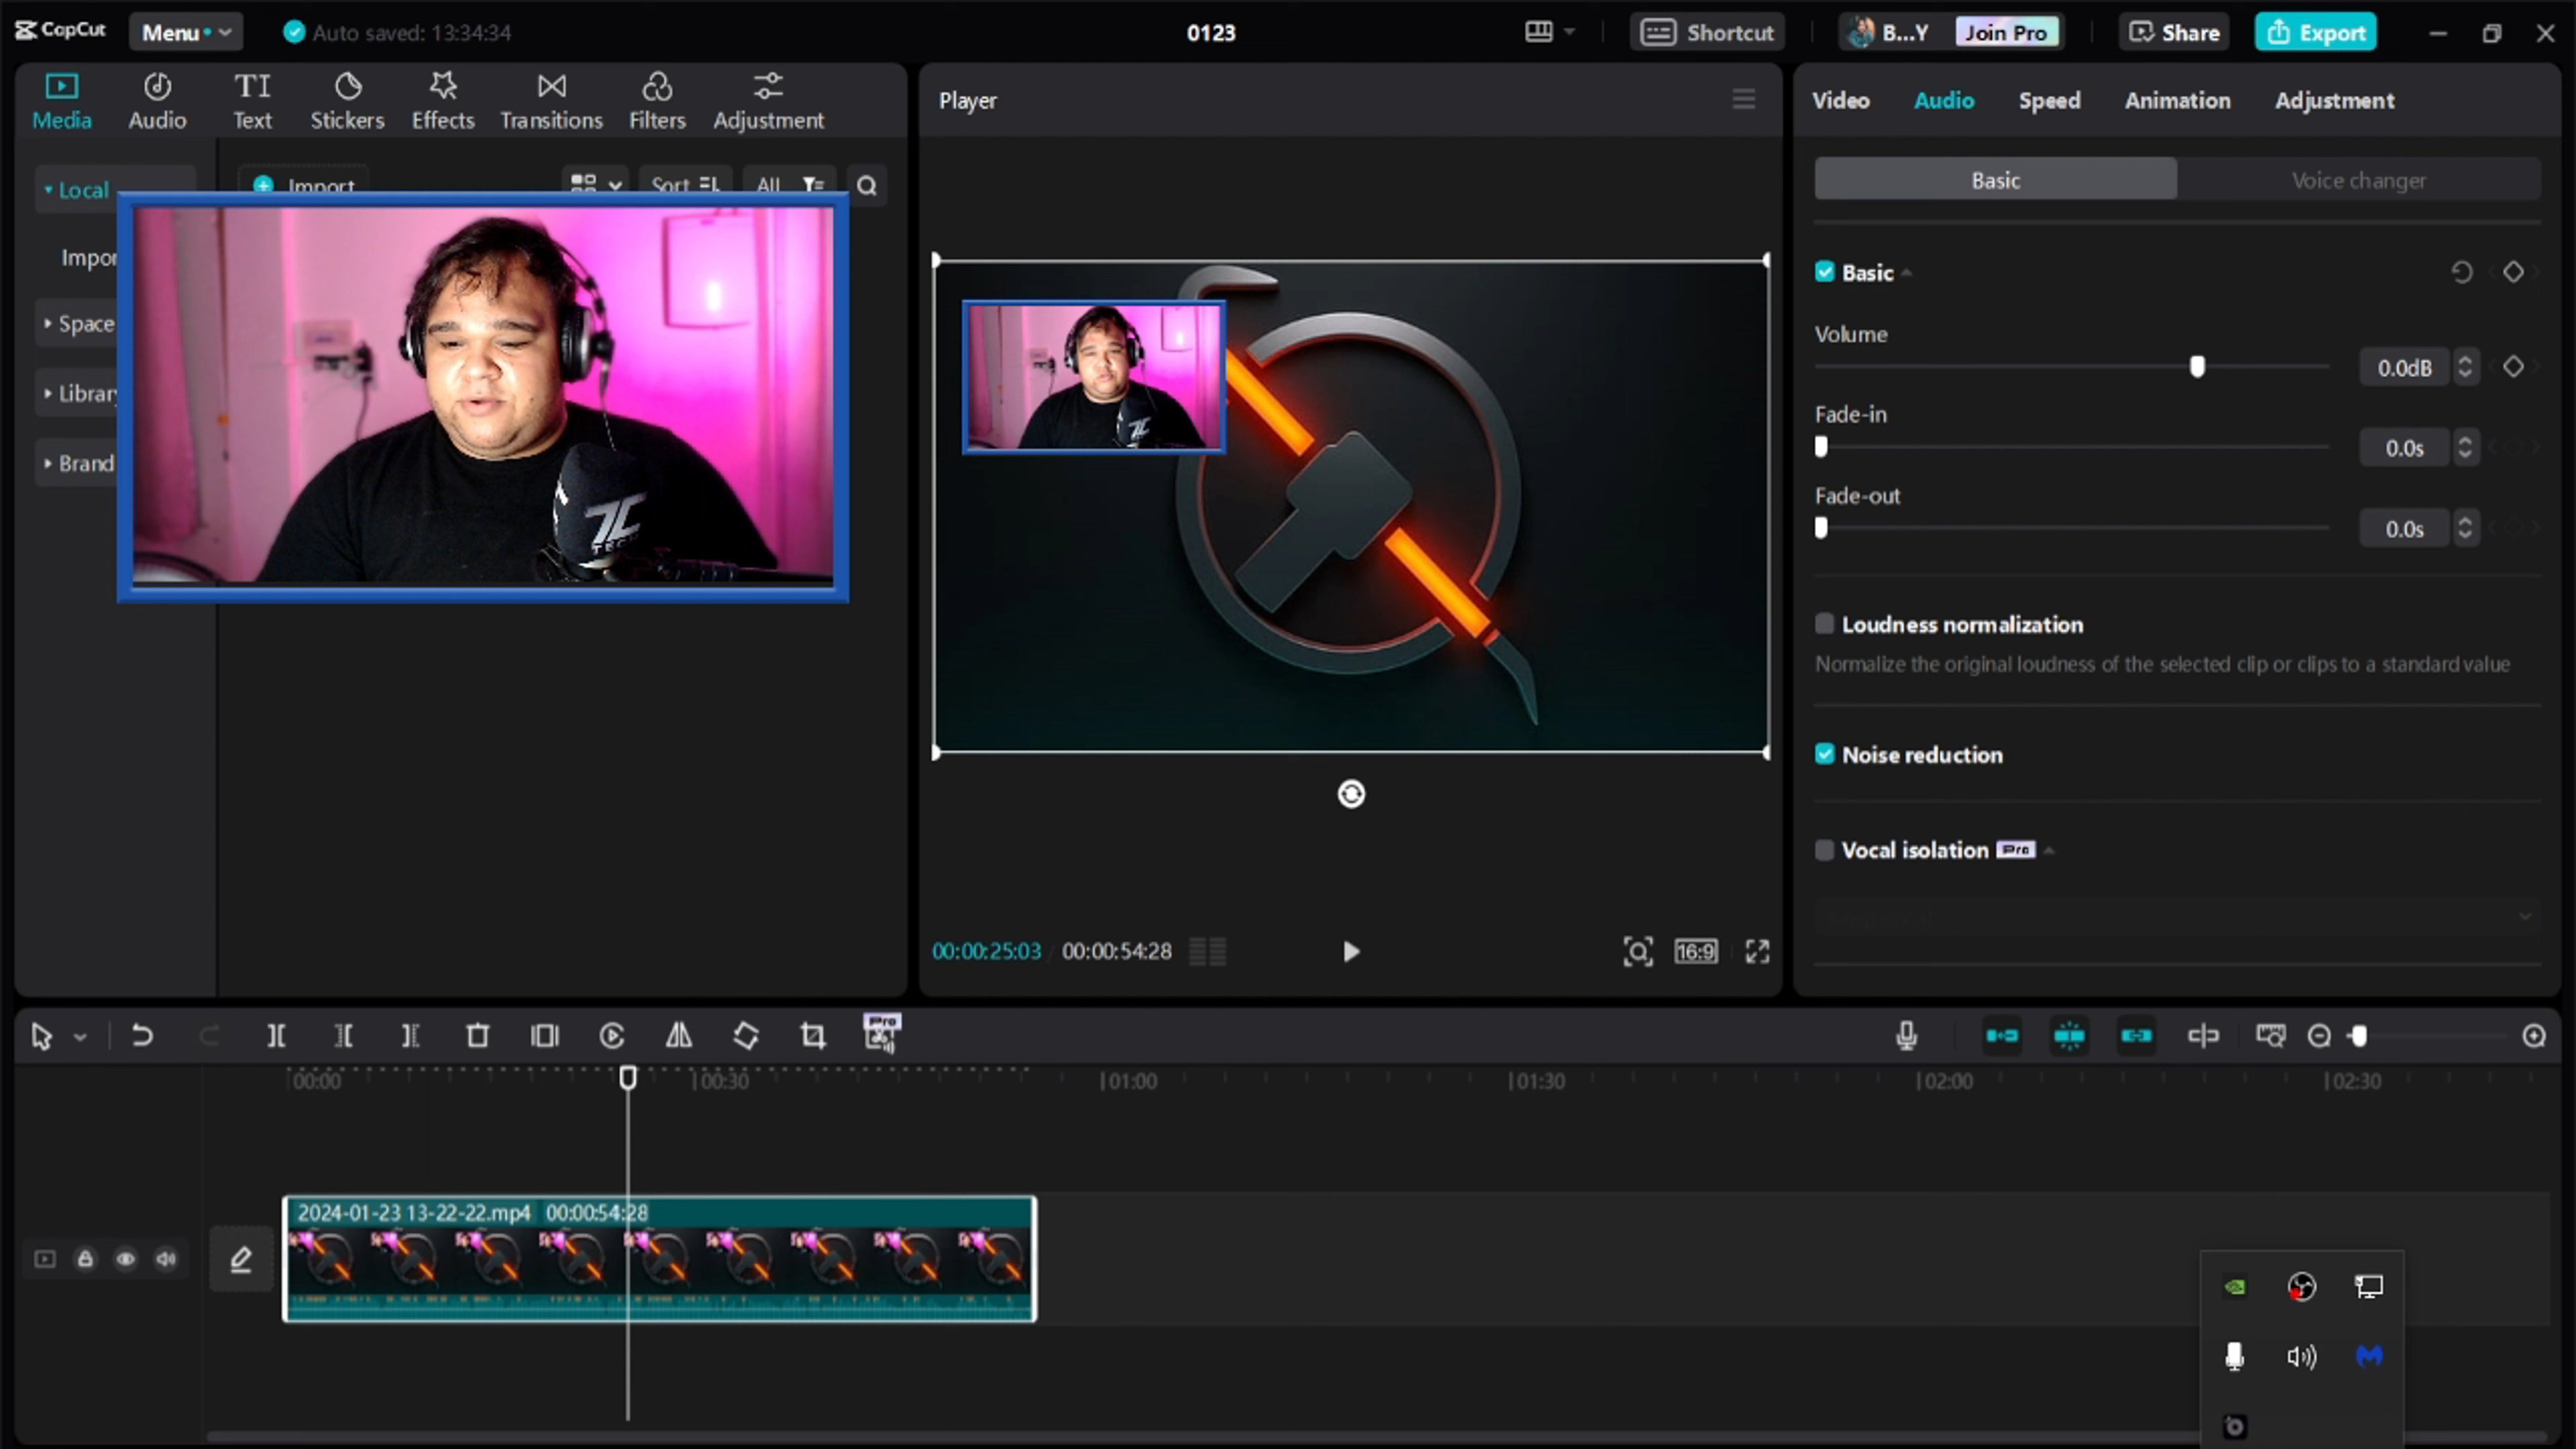 CapCut Menu Auto saved: 13:34:34 0123 Shortcut B...Y Join Pro Share Export
Media Audio TI Text Stickers Effects Transitions Filters Adjustment
Local
Import
Sort
All
Space
Library
Brand
TECH
Player
00:00:25:03 00:00:54:28
16:9
Video Audio Speed Animation Adjustment
Basic Voice changer
Basic
Volume
0.0dB
Fade-in
0.0s
Fade-out
0.0s
Loudness normalization
Normalize the original loudness of the selected clip or clips to a standard value
Noise reduction
Vocal isolation Pro
Pro
00:00 00:30 01:00 01:30 02:00 02:30
2024-01-23 13-22-22.mp4 00:00:54:28